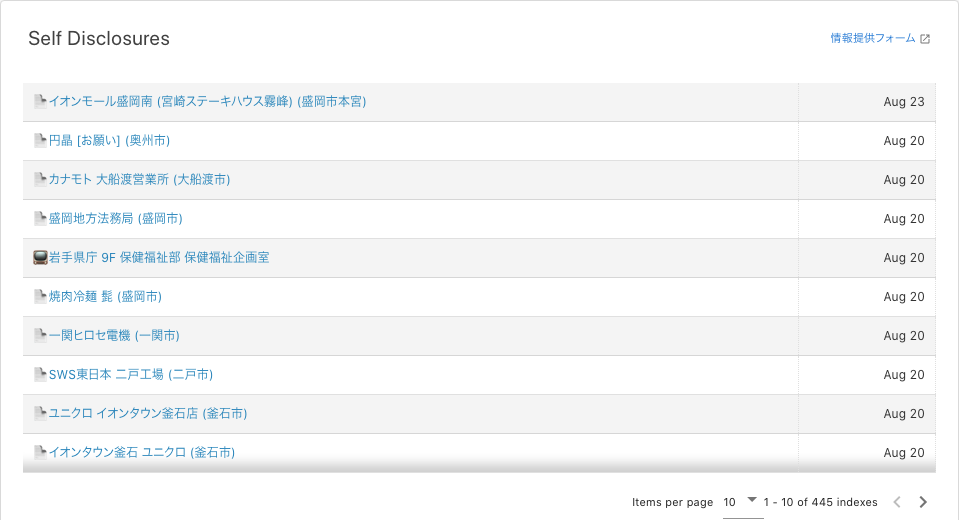 Self Disclosures
情報提供フォーム
イオンモール盛岡南 (宮崎ステーキハウス霧峰) (盛岡市本宮) Aug 23
円晶 [お願い] (奥州市) Aug 20
カナモト 大船渡営業所 (大船渡市) Aug 20
盛岡地方法務局 (盛岡市) Aug 20
岩手県庁 9F 保健福祉部 保健福祉企画室 Aug 20
焼肉冷麺 髭 (盛岡市) Aug 20
一関ヒロセ電機 (一関市) Aug 20
SWS東日本 二戸工場 (二戸市) Aug 20
ユニクロ イオンタウン釜石店 (釜石市) Aug 20
イオンタウン釜石 ユニクロ (釜石市) Aug 20
Items per page 10 1 - 10 of 445 indexes